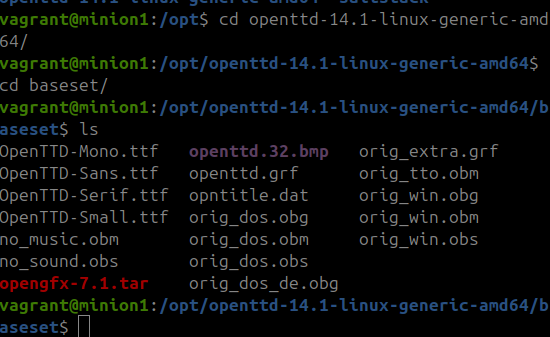 vagrant@minion1:/opt$ cd openttd-14.1-linux-generic-amd
64/
vagrant@minion1:/opt/openttd-14.1-linux-generic-amd64$
cd baseset/
vagrant@minion1:/opt/openttd-14.1-linux-generic-amd64/b
aseset$ ls
OpenTTD-Mono.ttf openttd.32.bmp orig_extra.grf
OpenTTD-Sans.ttf openttd.grf orig_tto.obm
OpenTTD-Serif.ttf opntitle.dat orig_win.obg
OpenTTD-Small.ttf orig_dos.obg orig_win.obm
no_music.obm orig_dos.obm orig_win.obs
no_sound.obs orig_dos.obs
opengfx-7.1.tar orig_dos_de.obg
vagrant@minion1:/opt/openttd-14.1-linux-generic-amd64/b
aseset$